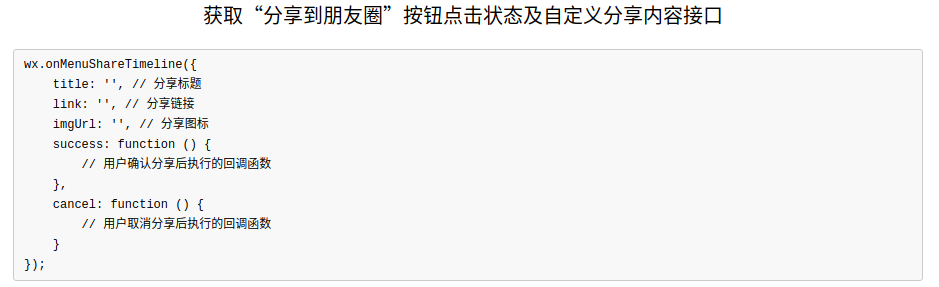 获取“分享到朋友圈”按钮点击状态及自定义分享内容接口
wx.onMenuShareTimeline({
    title: '', // 分享标题
    link: '', // 分享链接
    imgUrl: '', // 分享图标
    success: function () {
        // 用户确认分享后执行的回调函数
    },
    cancel: function () {
        // 用户取消分享后执行的回调函数
    }
});